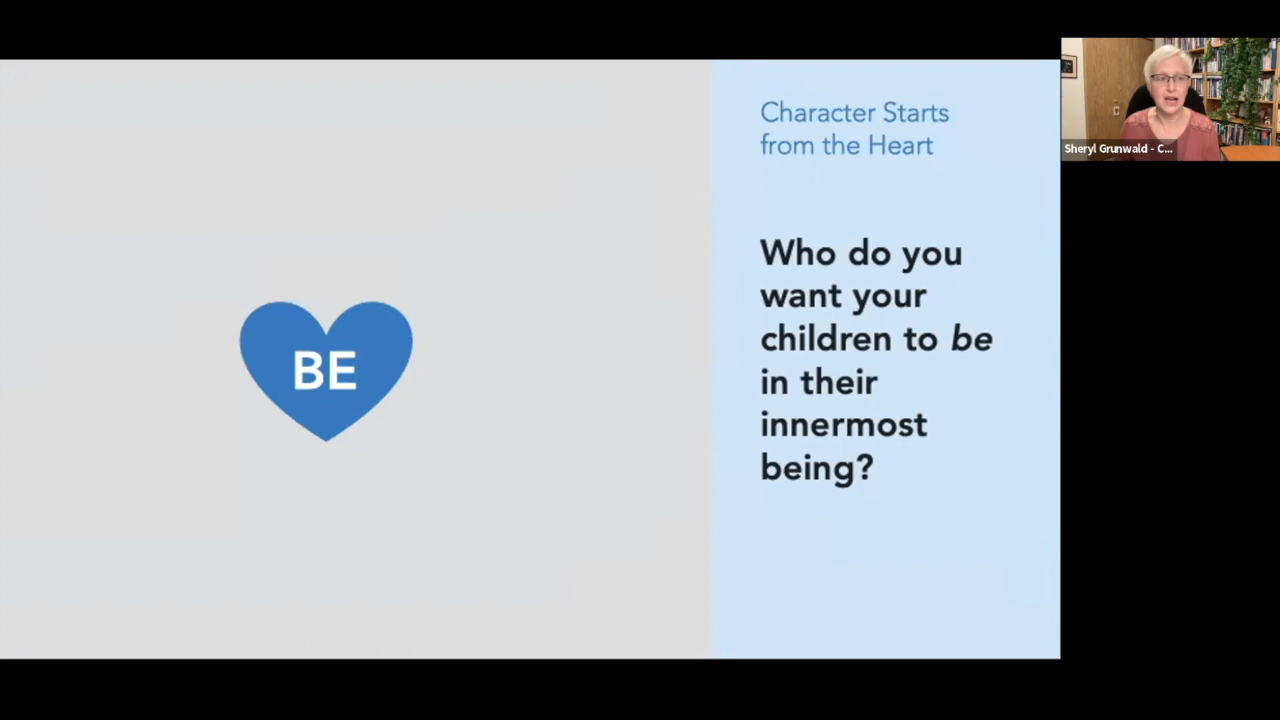 BE
Character Starts
from the Heart
Who do you
want your
children to be
in their
innermost
being?
Sheryl Grunwald - C...